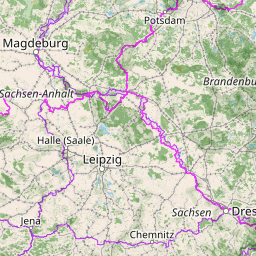 Potsdam
Magdeburg
Brandenbu
Sachsen-Anhalt
Halle (Saale)
Leipzig
Sachsen
Dres
Jena
Chemnitz